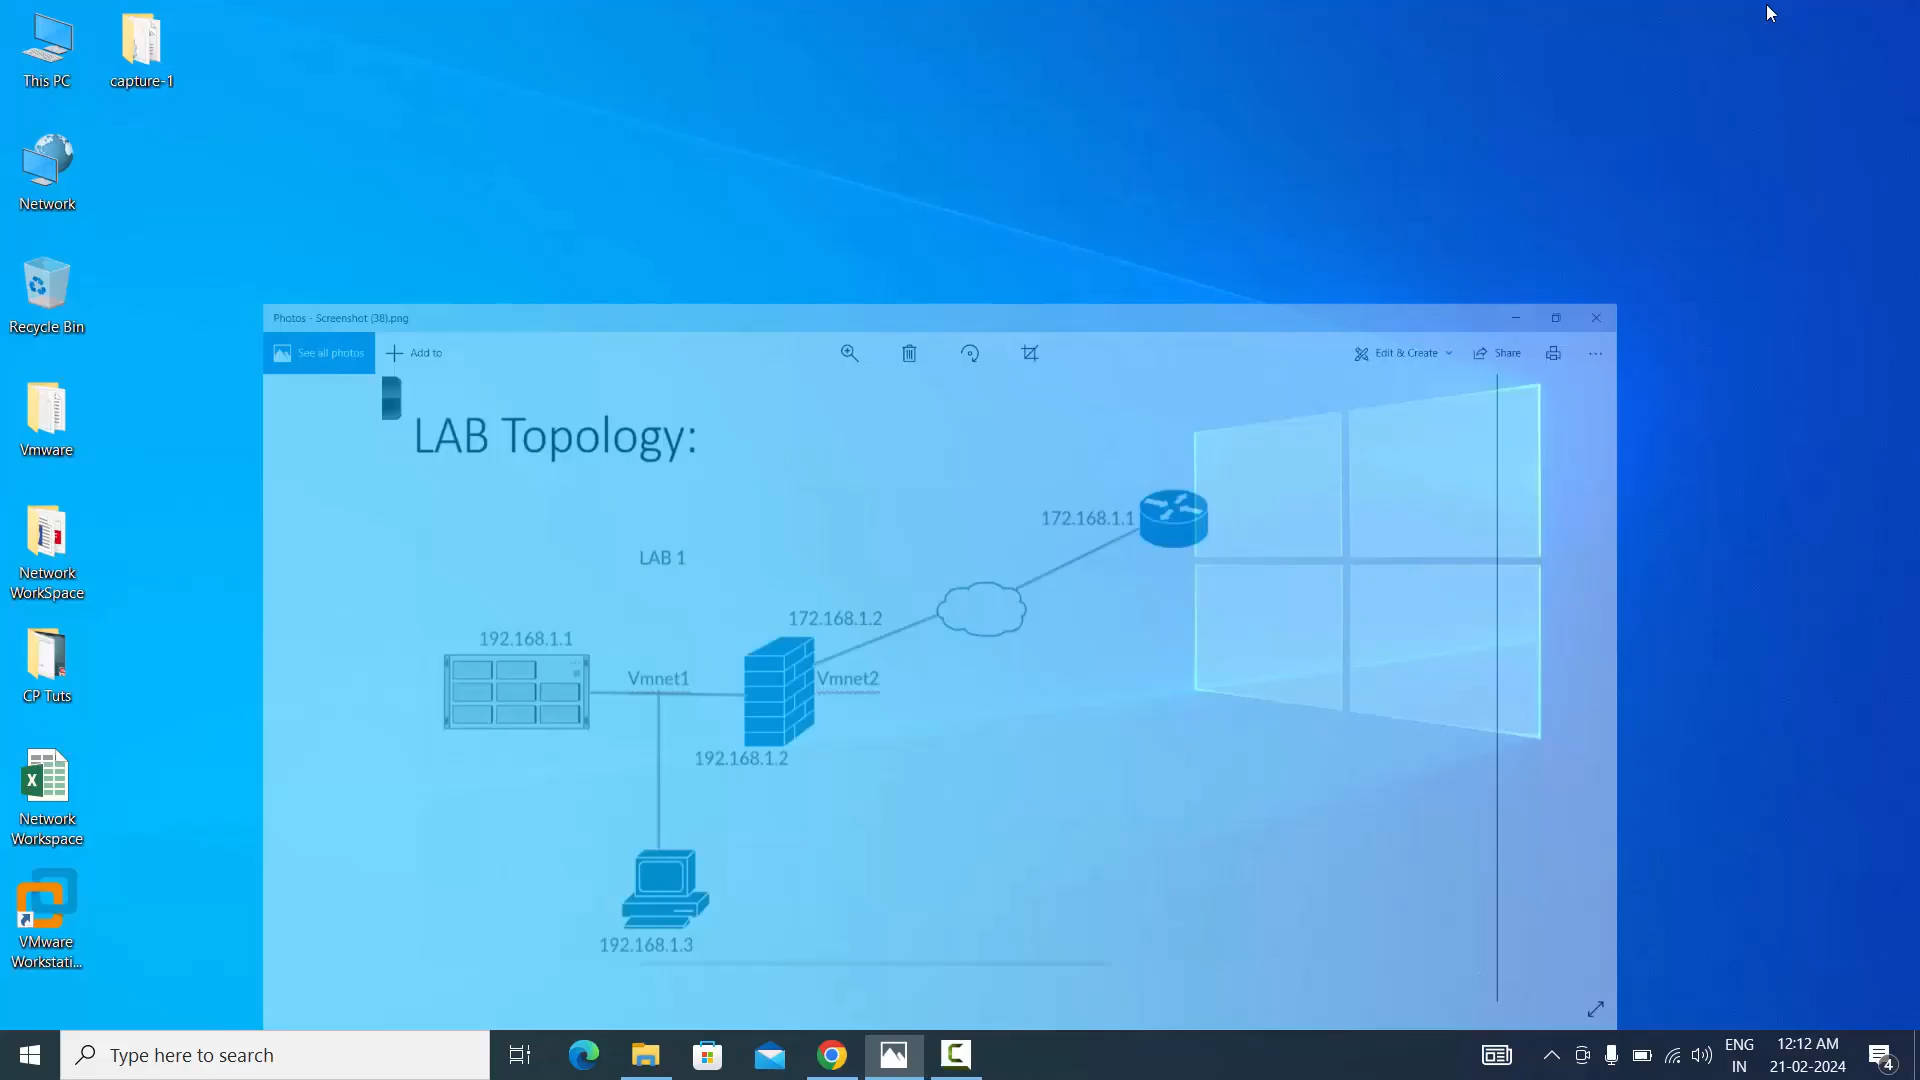 This PC
capture-1
Network
Recycle Bin
Vmware
Network
WorkSpace
CP Tuts
Network
Workspace
VMware
Workstati...
Photos - Screenshot (38).png
See all photos
Add to
Edit & Create
Share
LAB Topology:
LAB 1
172.168.1.1
172.168.1.2
192.168.1.1
Vmnet1
Vmnet2
192.168.1.2
192.168.1.3
Type here to search
ENG
IN
12:12 AM
21-02-2024
4